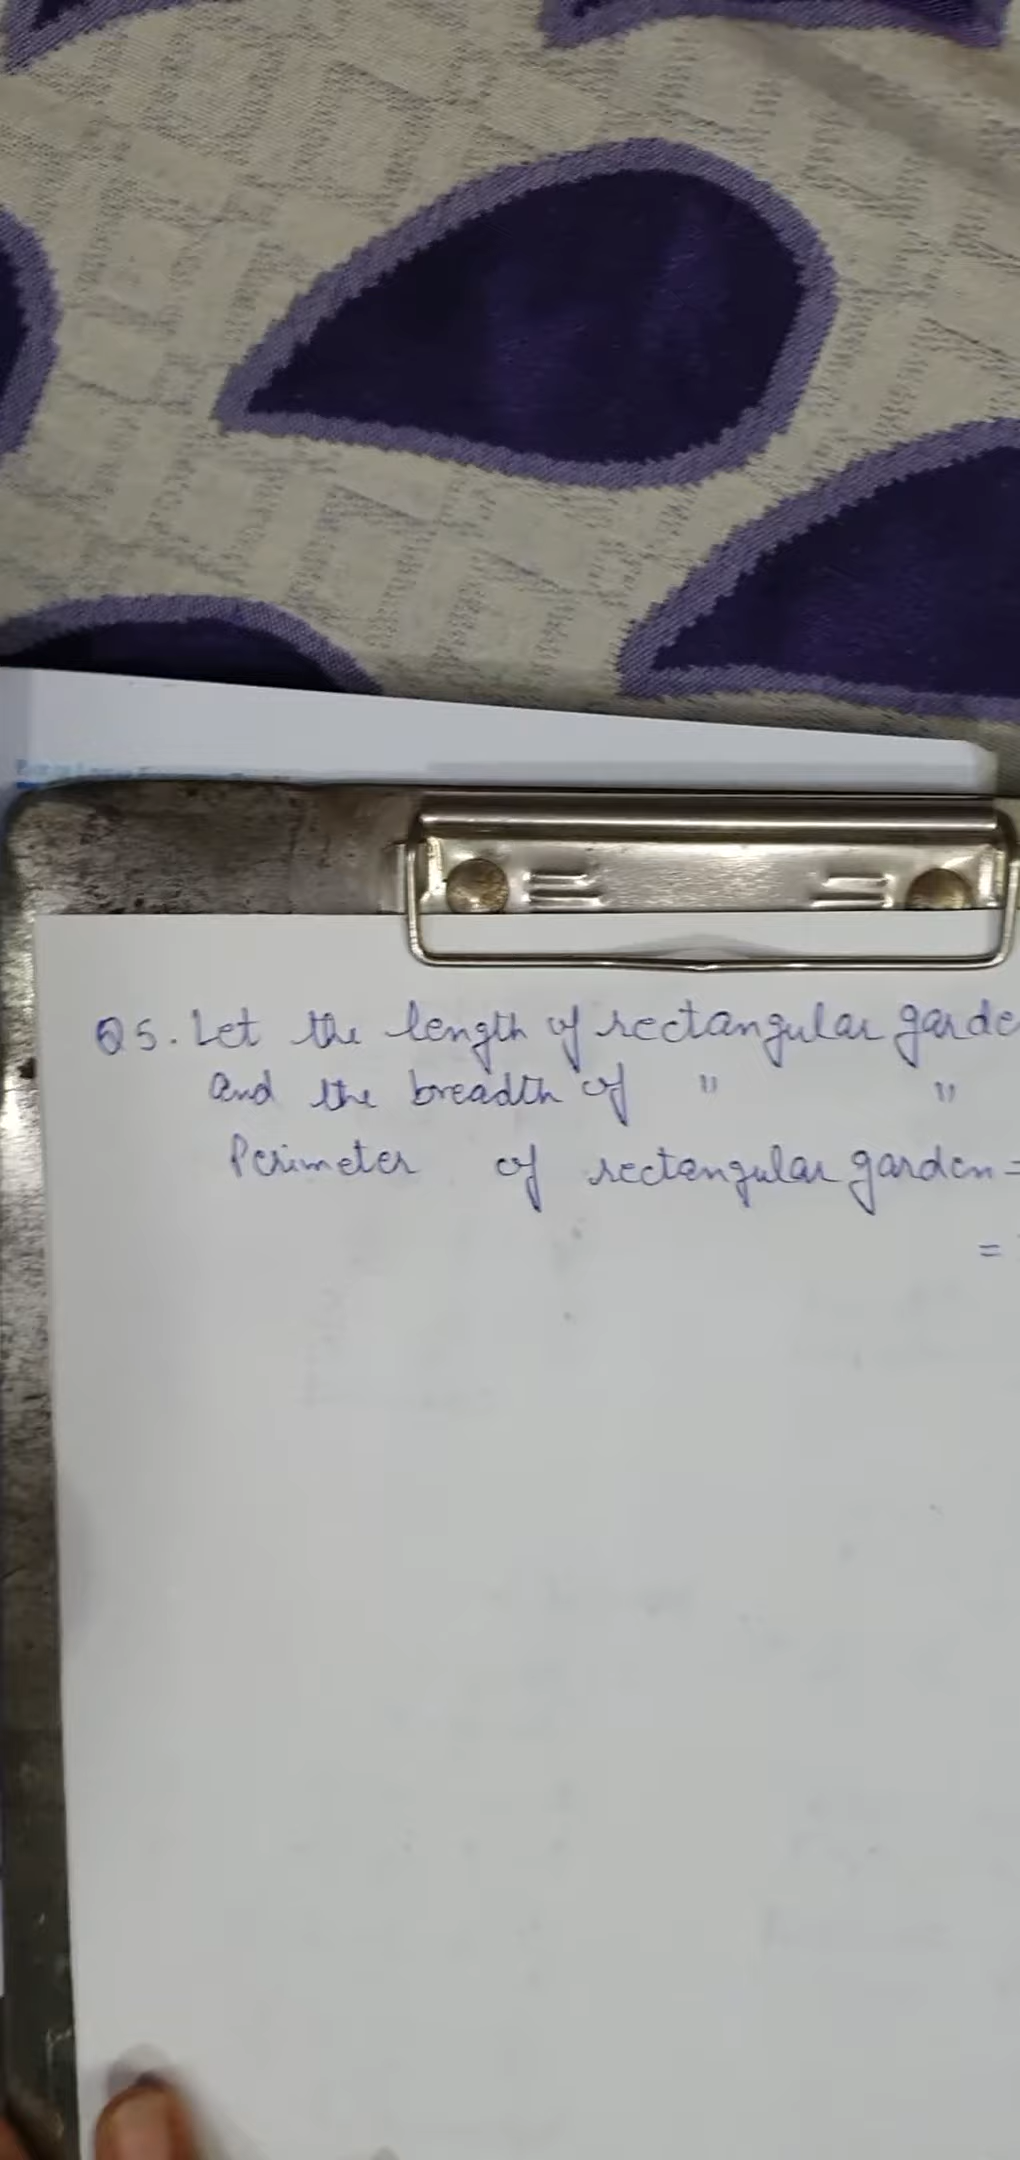 Q5. Let the length of rectangular garde
and the breadth of " "
Perimeter of rectangular garden =
=